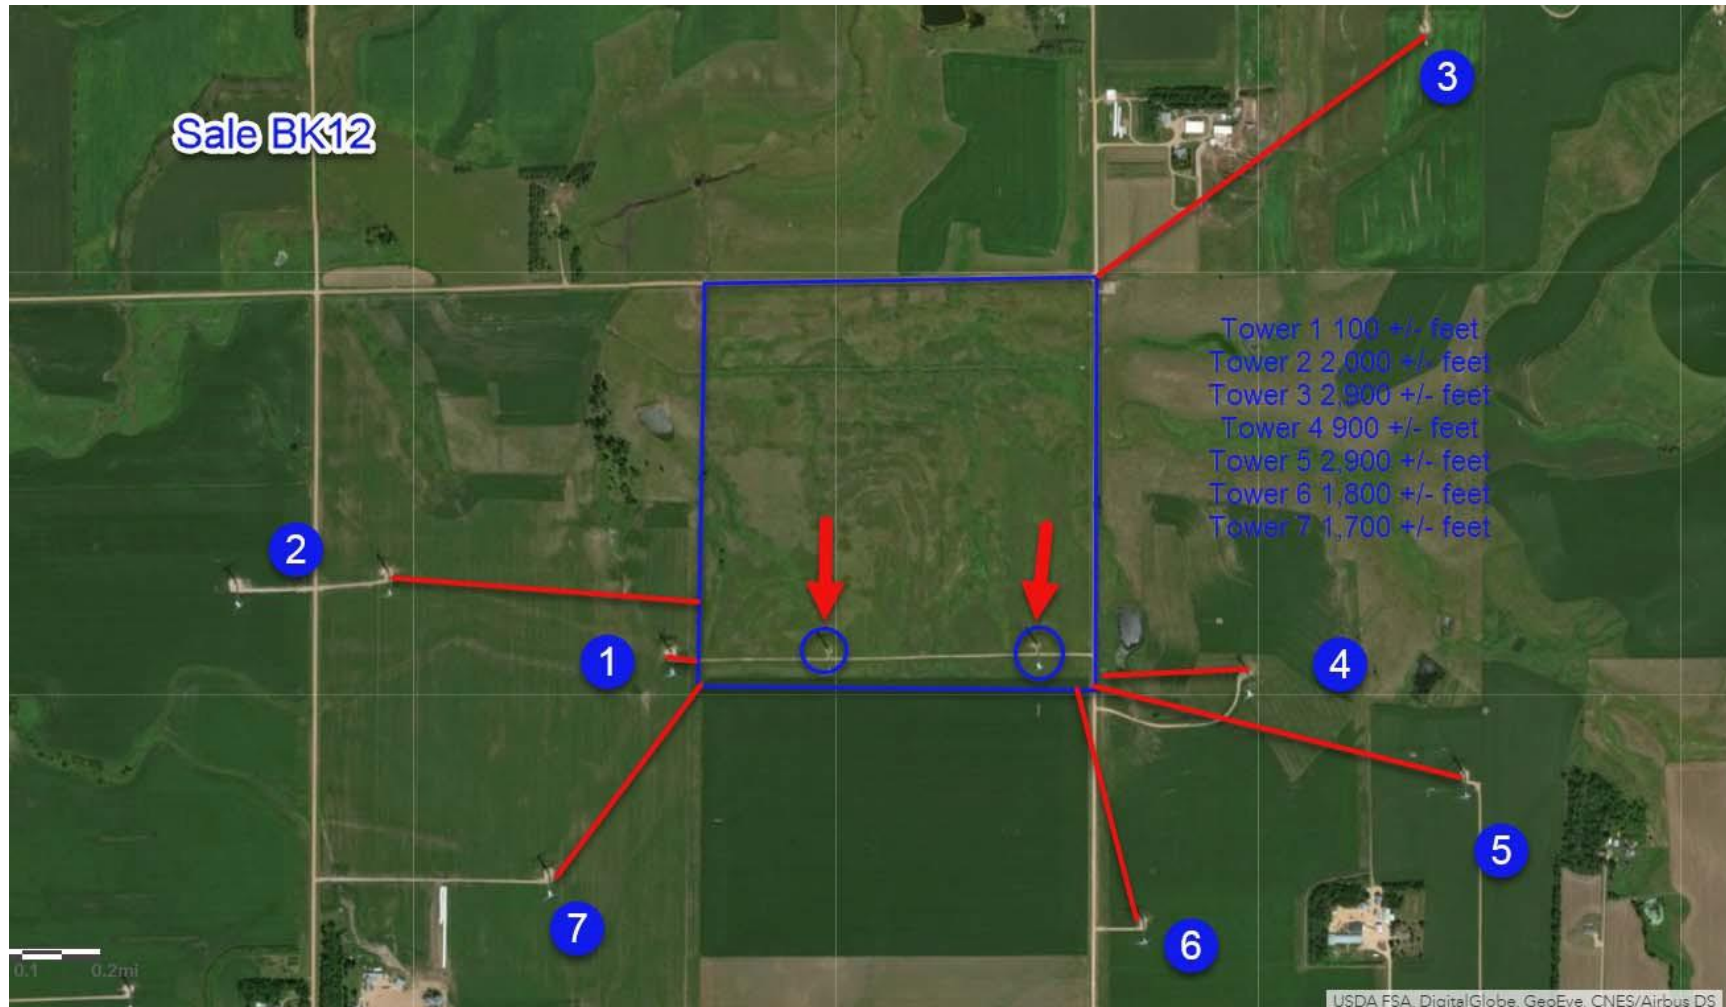 Sale BK12
3
Tower 1 100 +/- feet
Tower 2 2,000 +/- feet
Tower 3 2,900 +/- feet
Tower 4 900 +/- feet
Tower 5 2,900 +/- feet
Tower 6 1,800 +/- feet
Tower 7 1,700 +/- feet
2
1
4
5
7
6
0.1 0.2mi
USDA FSA, DigitalGlobe, GeoEye, CNES/Airbus DS